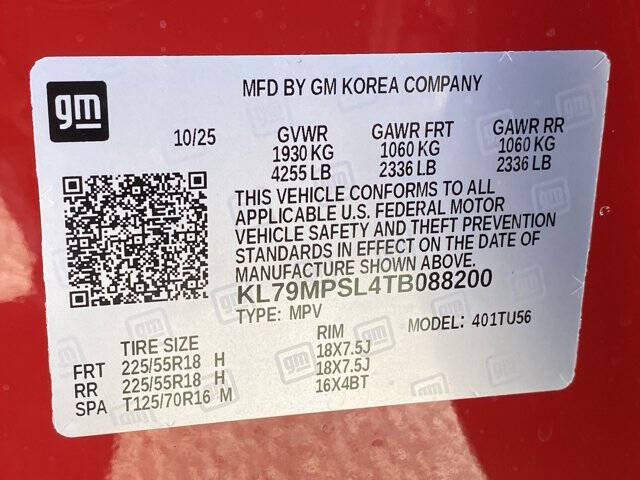 gm
MFD BY GM KOREA COMPANY
10/25 GVWR GAWR FRT GAWR RR
1930 KG 1060 KG 1060 KG
4255 LB 2336 LB 2336 LB
THIS VEHICLE CONFORMS TO ALL
APPLICABLE U.S. FEDERAL MOTOR
VEHICLE SAFETY AND THEFT PREVENTION
STANDARDS IN EFFECT ON THE DATE OF
MANUFACTURE SHOWN ABOVE.
KL79MPSL4TB088200
TYPE: MPV MODEL: 401TU56
TIRE SIZE RIM
FRT 225/55R18 H 18X7.5J
RR 225/55R18 H 18X7.5J
SPA T125/70R16 M 16X4BT